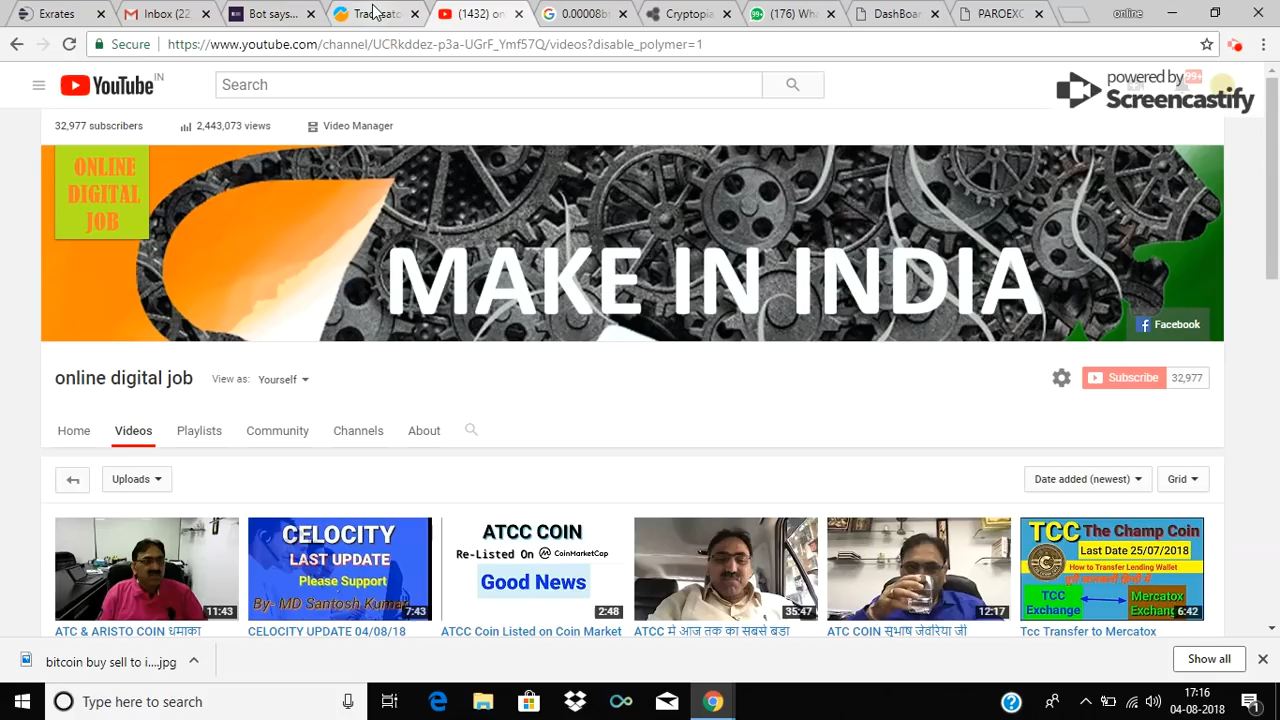 Exrates
Inbox (22
Bot says...
(1432) on
0.00008b
Cryptopia
(176) Wha
DashBoar
PAROEXC
online
Secure
https://www.youtube.com/channel/UCRkddez-p3a-UGrF_Ymf57Q/videos?disable_polymer=1
YouTube IN
Search
powered by
Screencastify
99+
32,977 subscribers
2,443,073 views
Video Manager
ONLINE
DIGITAL
JOB
MAKE IN INDIA
Facebook
online digital job
View as: Yourself
Subscribe
32,977
Home
Videos
Playlists
Community
Channels
About
Uploads
Date added (newest)
Grid
11:43
CELOCITY
LAST UPDATE
Please Support
By- MD Santosh Kumar
7:43
ATCC COIN
Re-Listed On CoinMarketCap
Good News
2:48
35:47
12:17
TCC The Champ Coin
Last Date 25/07/2018
How to Transfer Lending Wallet
पूरी जानकारी हिन्दी में
TCC
Exchange
Mercatox
Exchang
6:42
ATC & ARISTO COIN धमाका
CELOCITY UPDATE 04/08/18
ATCC Coin Listed on Coin Market
ATCC में आज तक का सबसे बडा
ATC COIN सुभाष जेवरिया जी
Tcc Transfer to Mercatox
bitcoin buy sell to i....jpg
Show all
Type here to search
17:16
04-08-2018
1